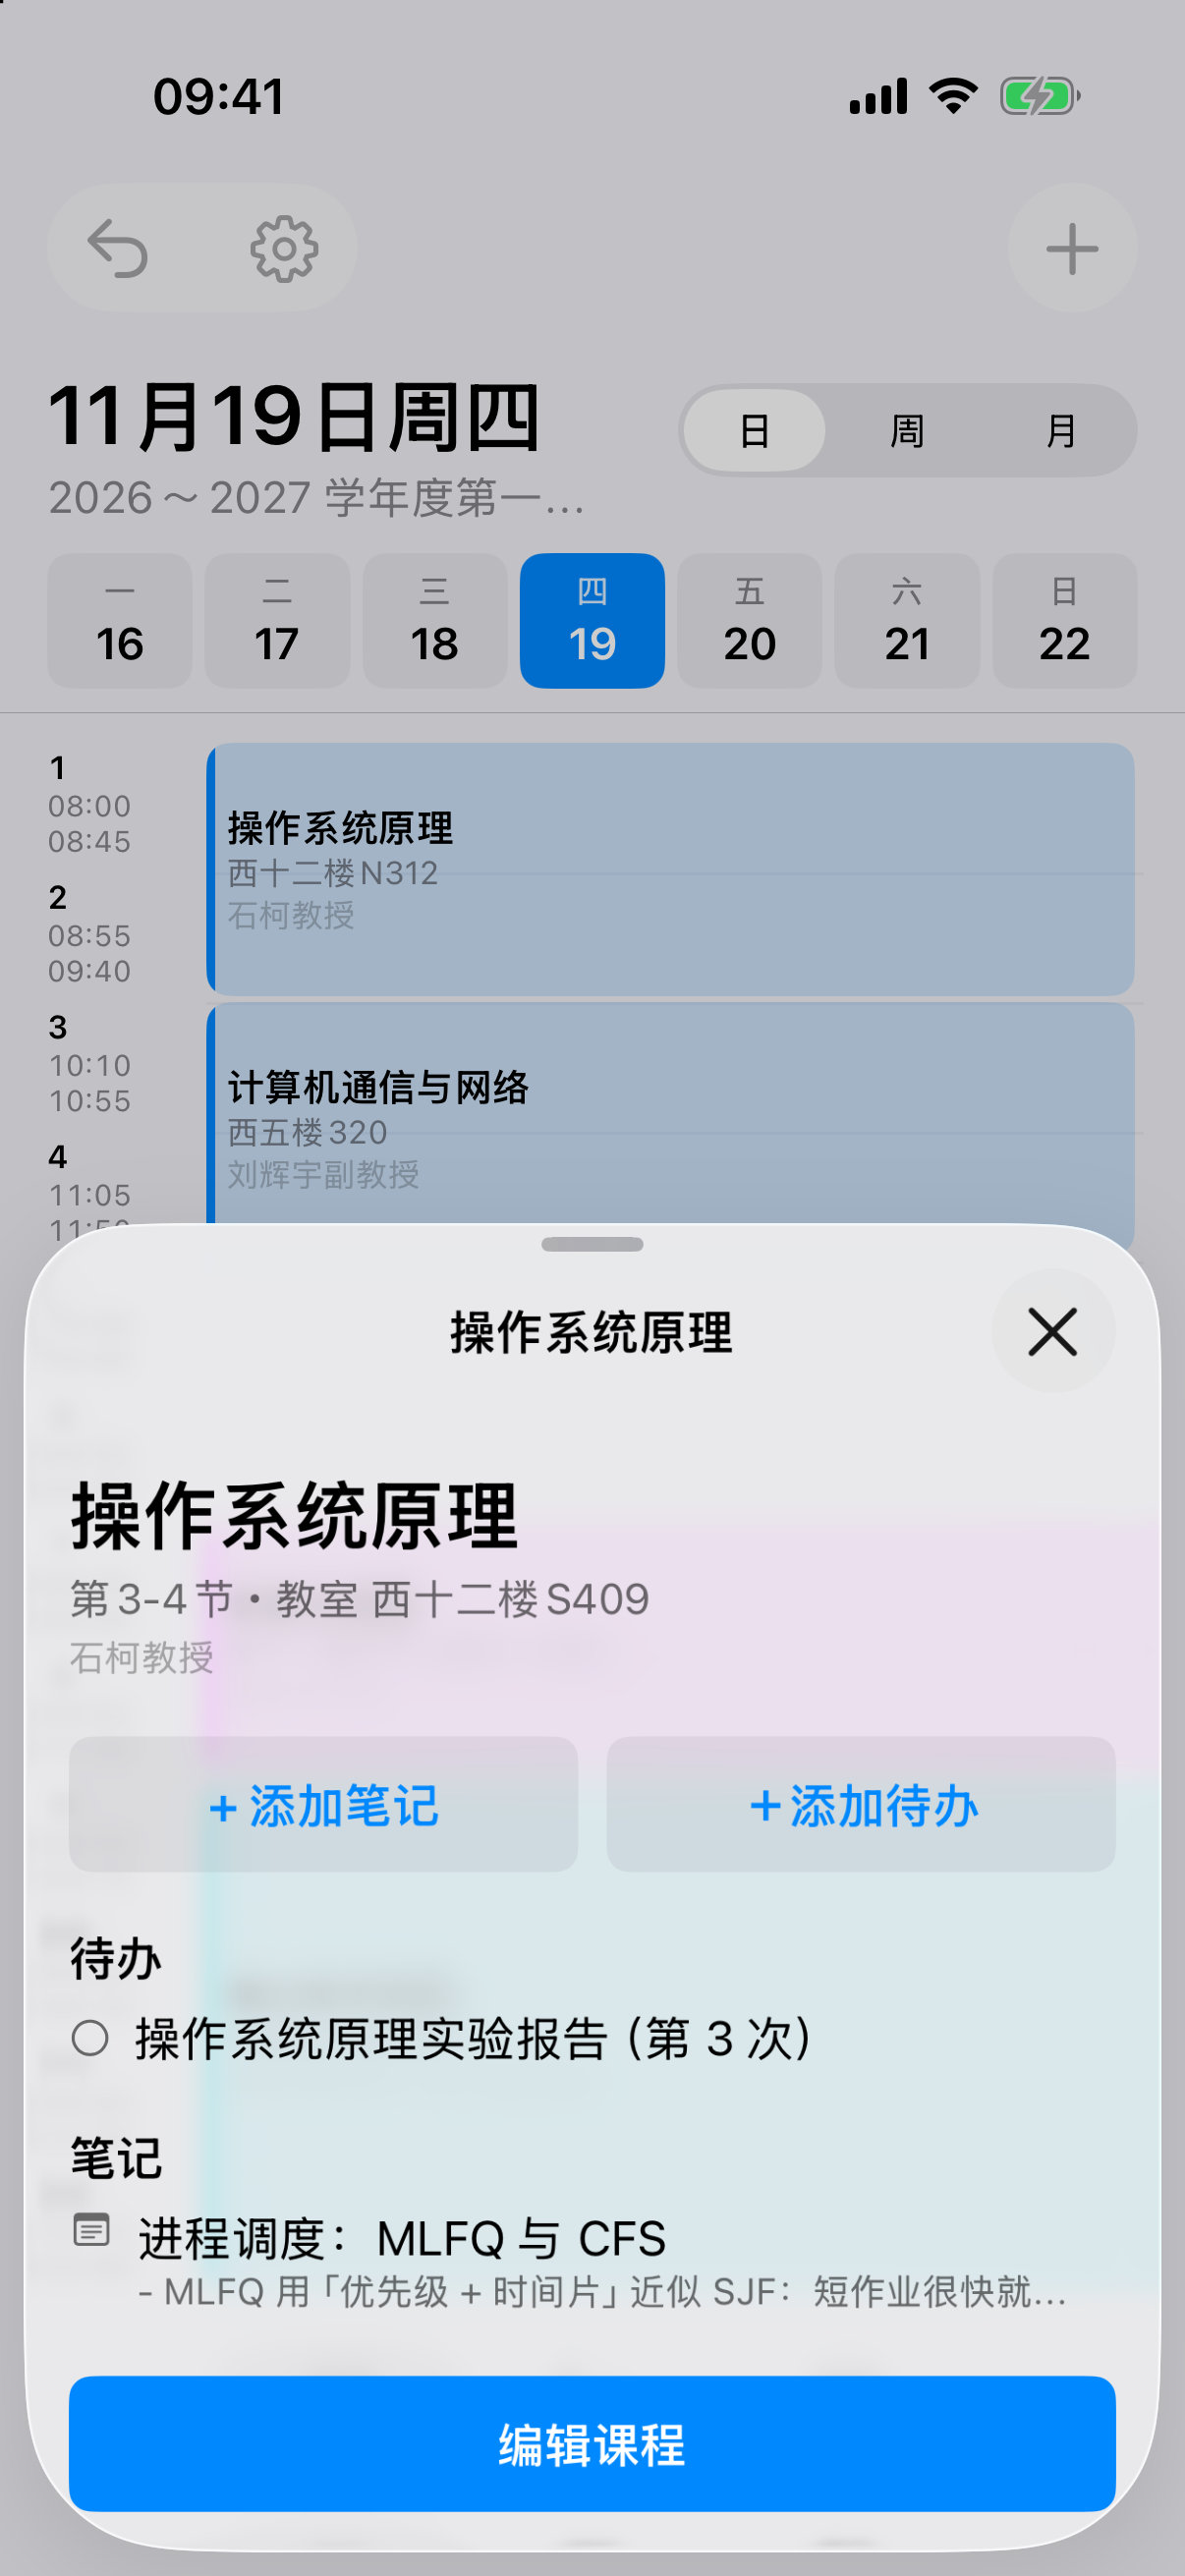 09:41
11月19日周四
日 周 月
2026～2027 学年度第一...
一 二 三 四 五 六 日
16 17 18 19 20 21 22
1
08:00
08:45
操作系统原理
西十二楼N312
石柯教授
2
08:55
09:40
3
10:10
10:55
计算机通信与网络
西五楼320
刘辉宇副教授
4
11:05
操作系统原理
操作系统原理
第3-4节・教室 西十二楼S409
石柯教授
+ 添加笔记
+添加待办
待办
操作系统原理实验报告 (第 3 次)
笔记
进程调度：MLFQ 与 CFS
- MLFQ 用「优先级 + 时间片」近似 SJF：短作业很快就...
编辑课程